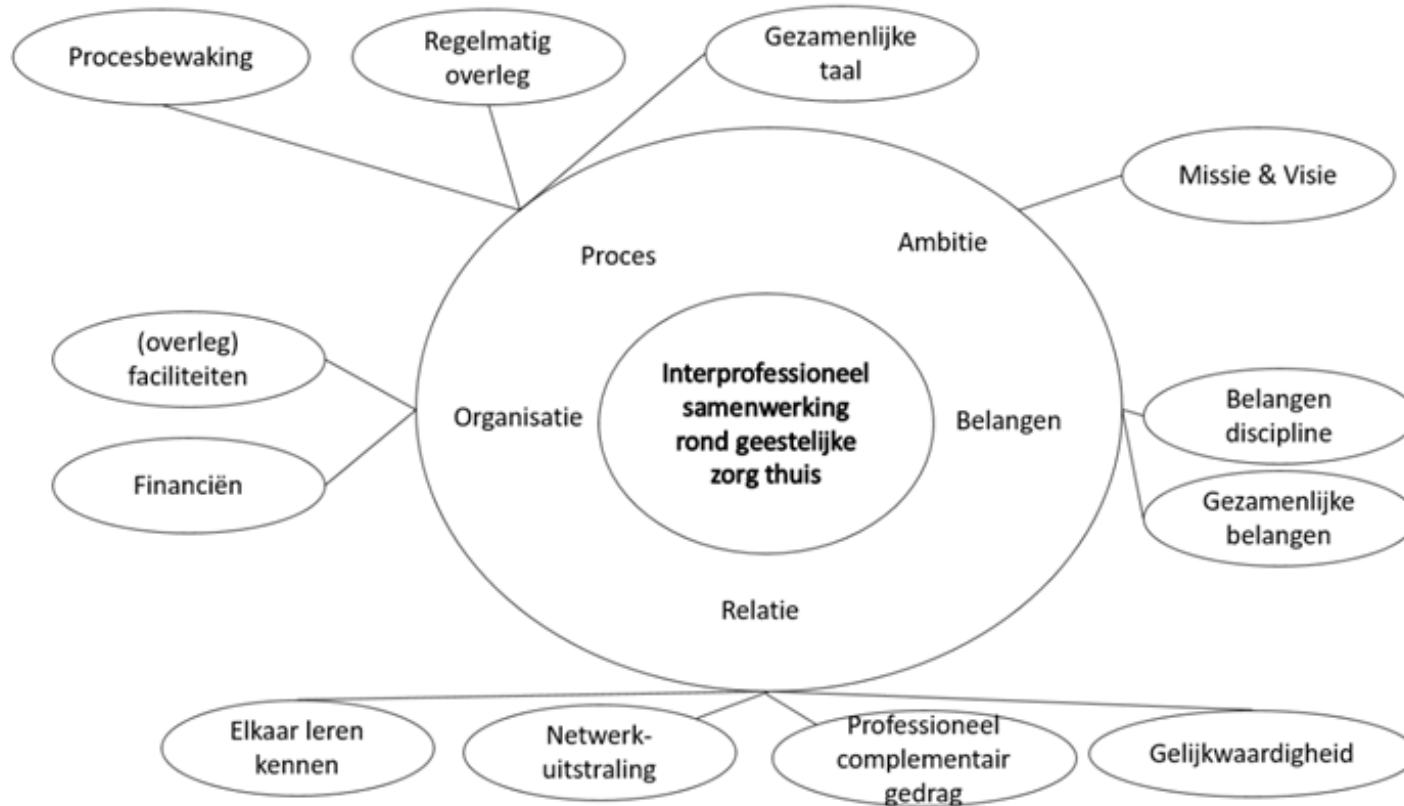 Procesbewaking
Regelmatig
overleg
Gezamenlijke
taal
Missie & Visie
Proces
Ambitie
(overleg)
faciliteiten
Financiën
Organisatie
Interprofessioneel
samenwerking
rond geestelijke
zorg thuis
Belangen
Belangen
discipline
Gezamenlijke
belangen
Relatie
Elkaar leren
kennen
Netwerk-
uitstraling
Professioneel
complementair
gedrag
Gelijkwaardigheid